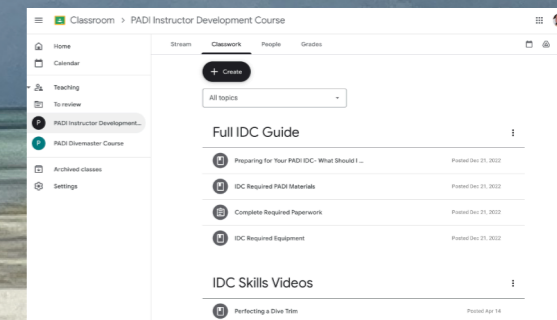 Classroom > PADI Instructor Development Course
Home
Calendar
Teaching
To review
P PADI Instructor Development...
P PADI Divemaster Course
Archived classes
Settings
Stream Classwork People Grades
+ Create
All topics
Full IDC Guide
Preparing for Your PADI IDC- What Should I ... Posted Dec 21, 2022
IDC Required PADI Materials Posted Dec 21, 2022
Complete Required Paperwork Posted Dec 21, 2022
IDC Required Equipment Posted Dec 21, 2022
IDC Skills Videos
Perfecting a Dive Trim Posted Apr 14